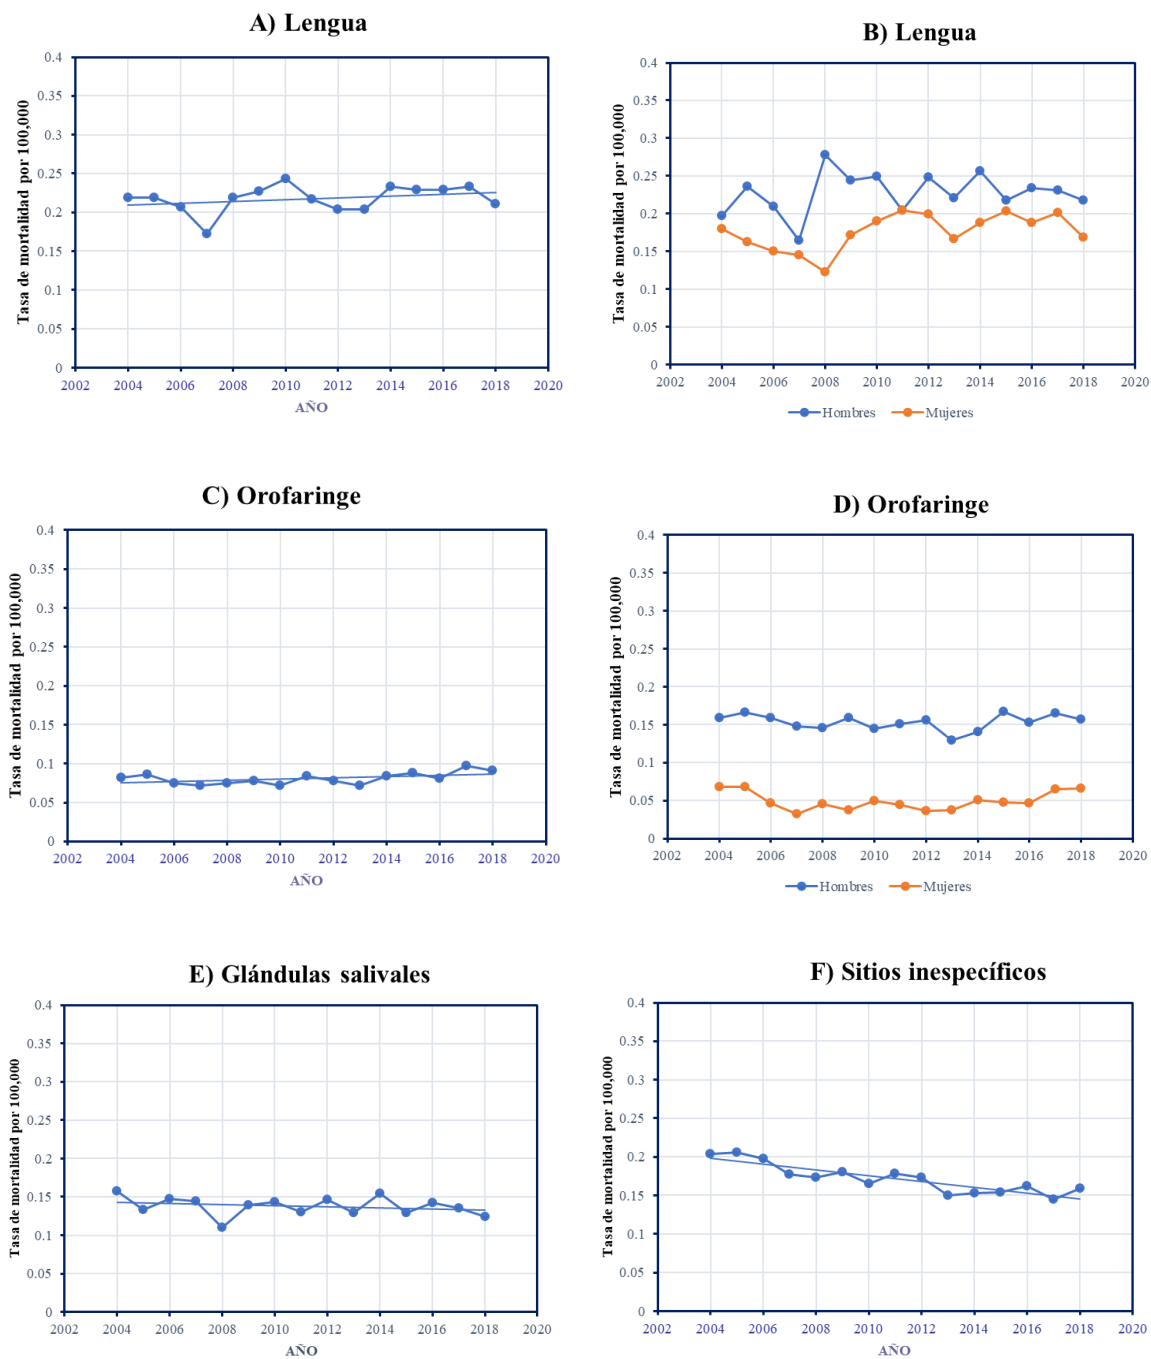 A) Lengua
Tasa de mortalidad por 100,000
0.4
0.35
0.3
0.25
0.2
0.15
0.1
0.05
0
2002 2004 2006 2008 2010 2012 2014 2016 2018 2020
AÑO
B) Lengua
Tasa de mortalidad por 100,000
0.4
0.35
0.3
0.25
0.2
0.15
0.1
0.05
0
2002 2004 2006 2008 2010 2012 2014 2016 2018 2020
Hombres Mujeres
C) Orofaringe
Tasa de mortalidad por 100,000
0.4
0.35
0.3
0.25
0.2
0.15
0.1
0.05
0
2002 2004 2006 2008 2010 2012 2014 2016 2018 2020
AÑO
D) Orofaringe
Tasa de mortalidad por 100,000
0.4
0.35
0.3
0.25
0.2
0.15
0.1
0.05
0
2002 2004 2006 2008 2010 2012 2014 2016 2018 2020
Hombres Mujeres
E) Glándulas salivales
Tasa de mortalidad por 100,000
0.4
0.35
0.3
0.25
0.2
0.15
0.1
0.05
0
2002 2004 2006 2008 2010 2012 2014 2016 2018 2020
AÑO
F) Sitios inespecíficos
Tasa de mortalidad por 100,000
0.4
0.35
0.3
0.25
0.2
0.15
0.1
0.05
0
2002 2004 2006 2008 2010 2012 2014 2016 2018 2020
AÑO